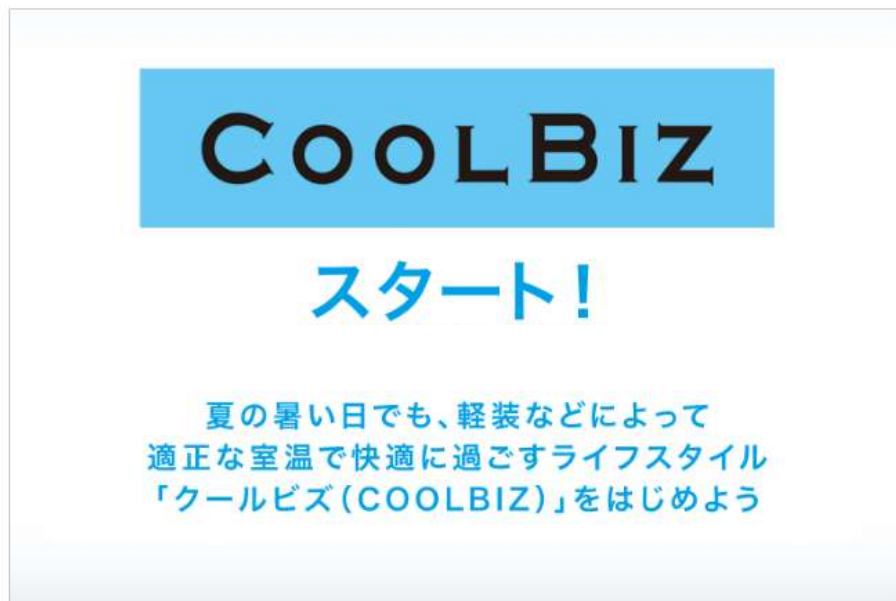 COOLBIZ
スタート!
夏の暑い日でも、軽装などによって
適正な室温で快適に過ごすライフスタイル
「クールビズ(COOLBIZ)」をはじめよう